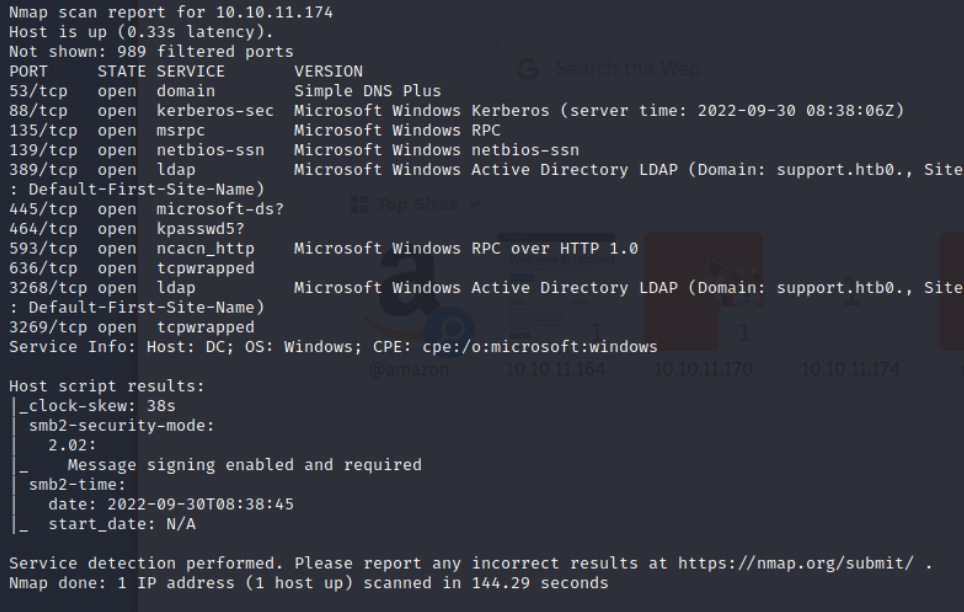 Nmap scan report for 10.10.11.174
Host is up (0.33s latency).
Not shown: 989 filtered ports
PORT     STATE SERVICE       VERSION
53/tcp   open  domain        Simple DNS Plus
88/tcp   open  kerberos-sec  Microsoft Windows Kerberos (server time: 2022-09-30 08:38:06Z)
135/tcp  open  msrpc         Microsoft Windows RPC
139/tcp  open  netbios-ssn   Microsoft Windows netbios-ssn
389/tcp  open  ldap          Microsoft Windows Active Directory LDAP (Domain: support.htb0., Site
: Default-First-Site-Name)
445/tcp  open  microsoft-ds?
464/tcp  open  kpasswd5?
593/tcp  open  ncacn_http    Microsoft Windows RPC over HTTP 1.0
636/tcp  open  tcpwrapped
3268/tcp open  ldap          Microsoft Windows Active Directory LDAP (Domain: support.htb0., Site
: Default-First-Site-Name)
3269/tcp open  tcpwrapped
Service Info: Host: DC; OS: Windows; CPE: cpe:/o:microsoft:windows
Host script results:
|_clock-skew: 38s
| smb2-security-mode:
|   2.02:
|_    Message signing enabled and required
| smb2-time:
|   date: 2022-09-30T08:38:45
|_  start_date: N/A
Service detection performed. Please report any incorrect results at https://nmap.org/submit/ .
Nmap done: 1 IP address (1 host up) scanned in 144.29 seconds
Search the Web
Top Sites
@amazon
10.10.11.164
10.10.11.170
10.10.11.174